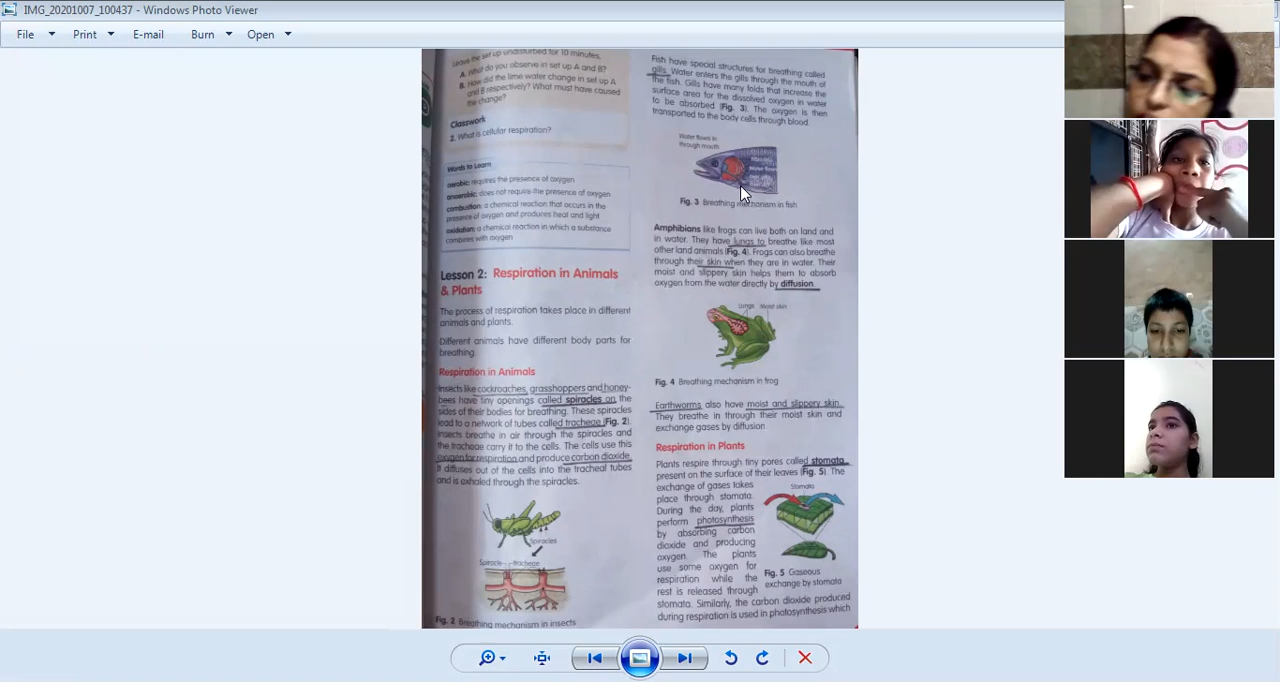 IMG_20201007_100437 - Windows Photo Viewer
File Print E-mail Burn Open
Leave the set up undisturbed for 10 minutes,
A. What do you observe in set up A and B?
B. How did the lime water change in set up A
and B respectively? What must have caused
the change?
Classwork
2. What is cellular respiration?
Words to Learn
aerobic: requires the presence of oxygen
anaerobic: does not require the presence of oxygen
combustion: a chemical reaction that occurs in the
presence of oxygen and produces heat and light
oxidation: a chemical reaction in which a substance
combines with oxygen
Lesson 2: Respiration in Animals
& Plants
The process of respiration takes place in different
animals and plants.
Different animals have different body parts for
breathing.
Respiration in Animals
Insects like cockroaches, grasshoppers and honey-
bees have tiny openings called spiracles on the
sides of their bodies for breathing. These spiracles
lead to a network of tubes called tracheae (Fig. 2).
Insects breathe in air through the spiracles and
the tracheae carry it to the cells. The cells use this
oxygen for respiration and produce carbon dioxide.
It diffuses out of the cells into the tracheal tubes
and is exhaled through the spiracles.
Spiracles
Spiracle tracheae
Fig. 2 Breathing mechanism in insects
Fish have special structures for breathing called
gills. Water enters the gills through the mouth of
the fish. Gills have many folds that increase the
surface area for the dissolved oxygen in water
to be absorbed (Fig. 3). The oxygen is then
transported to the body cells through blood.
Water flows in
through mouth
Fig. 3 Breathing mechanism in fish
Amphibians like frogs can live both on land and
in water. They have lungs to breathe like most
other land animals (Fig. 4). Frogs can also breathe
through their skin when they are in water. Their
moist and slippery skin helps them to absorb
oxygen from the water directly by diffusion.
Lungs Moist skin
Fig. 4 Breathing mechanism in frog
Earthworms also have moist and slippery skin.
They breathe in through their moist skin and
exchange gases by diffusion
Respiration in Plants
Plants respire through tiny pores called stomata
present on the surface of their leaves (Fig. 5). The
exchange of gases takes
place through stomata.
During the day, plants
perform photosynthesis
by absorbing carbon
dioxide and producing
oxygen. The plants
use some oxygen for
respiration while the
rest is released through
stomata. Similarly, the carbon dioxide produced
during respiration is used in photosynthesis which
Stomata
Fig. 5 Gaseous
exchange by stomata